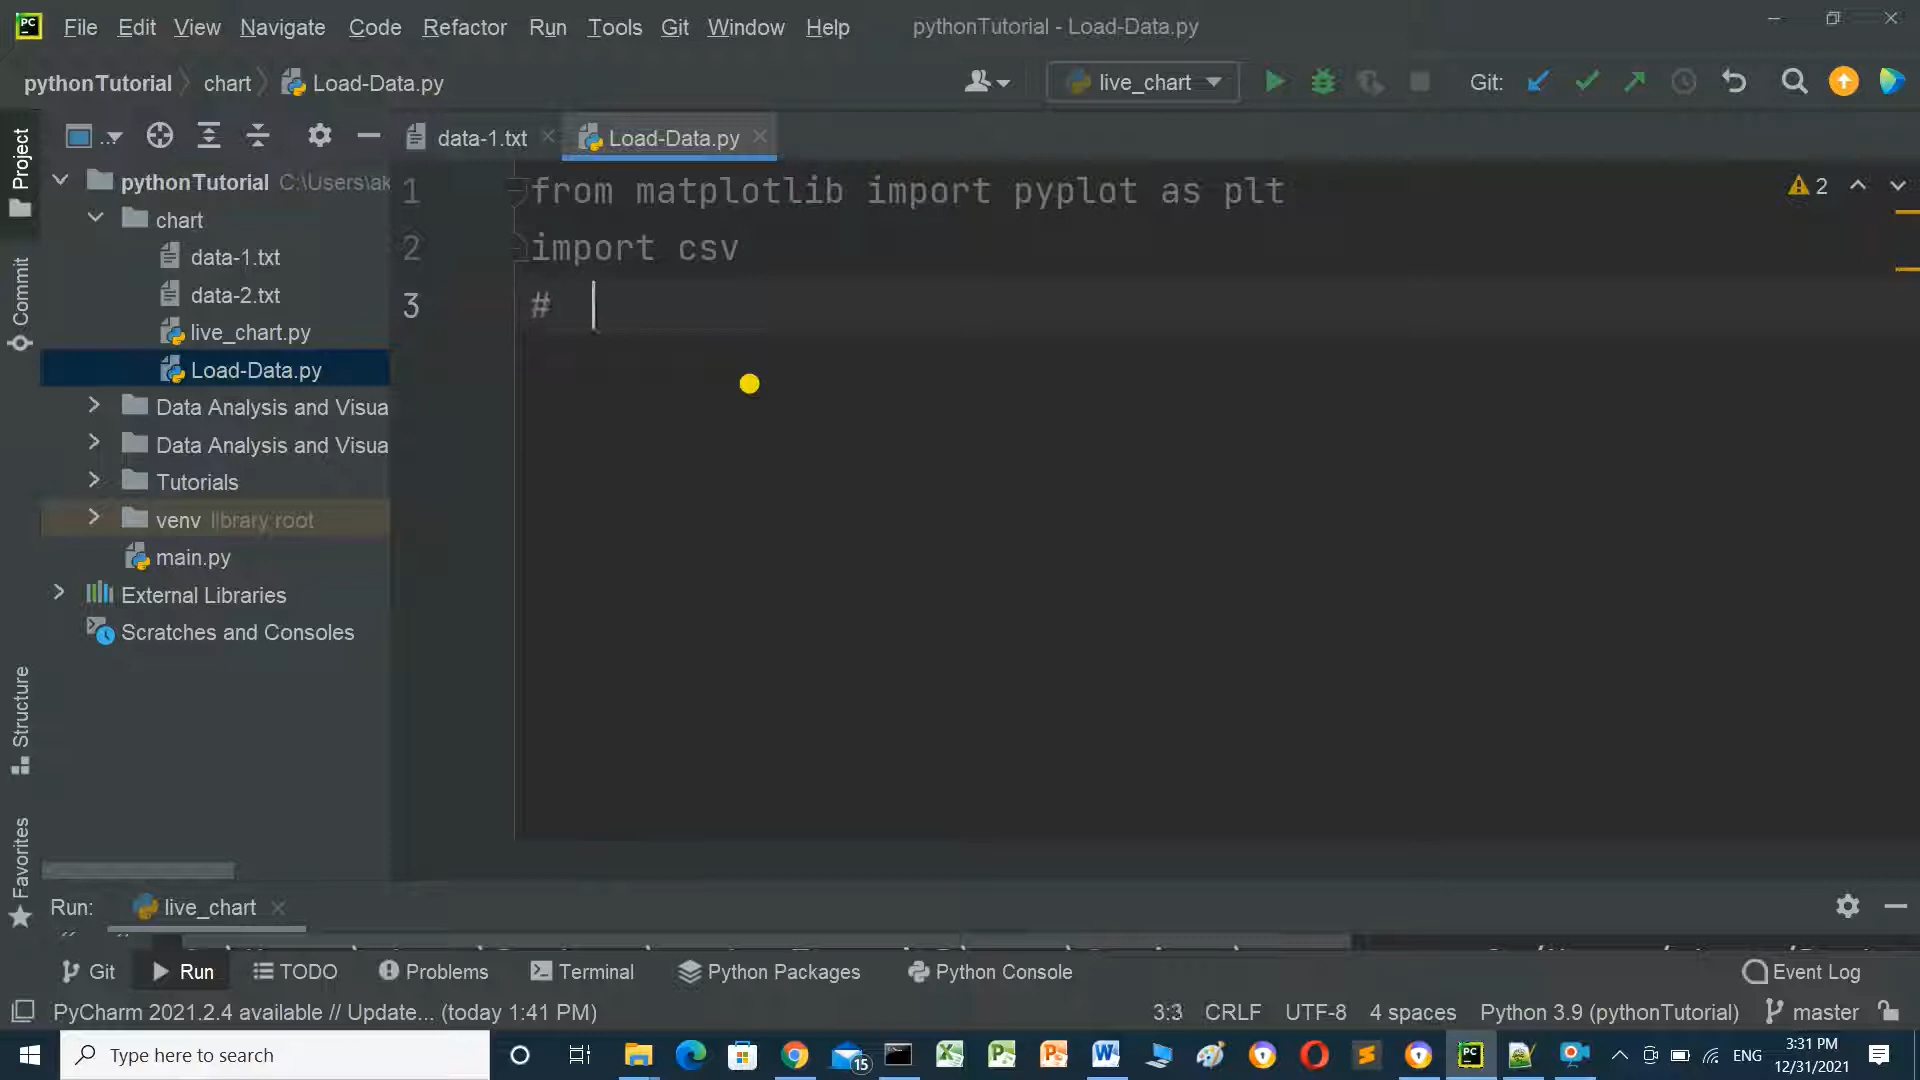 PC File Edit View Navigate Code Refactor Run Tools Git Window Help pythonTutorial - Load-Data.py
pythonTutorial chart Load-Data.py live_chart Git:
data-1.txt Load-Data.py
Project
Commit
Structure
Favorites
pythonTutorial C:\Users\ak
chart
data-1.txt
data-2.txt
live_chart.py
Load-Data.py
Data Analysis and Visua
Data Analysis and Visua
Tutorials
venv library root
main.py
External Libraries
Scratches and Consoles
1 from matplotlib import pyplot as plt
2 import csv
3 #
2
Run: live_chart
Git Run TODO Problems Terminal Python Packages Python Console Event Log
PyCharm 2021.2.4 available // Update... (today 1:41 PM) 3:3 CRLF UTF-8 4 spaces Python 3.9 (pythonTutorial) master
Type here to search 15 PC ENG 3:31 PM
12/31/2021